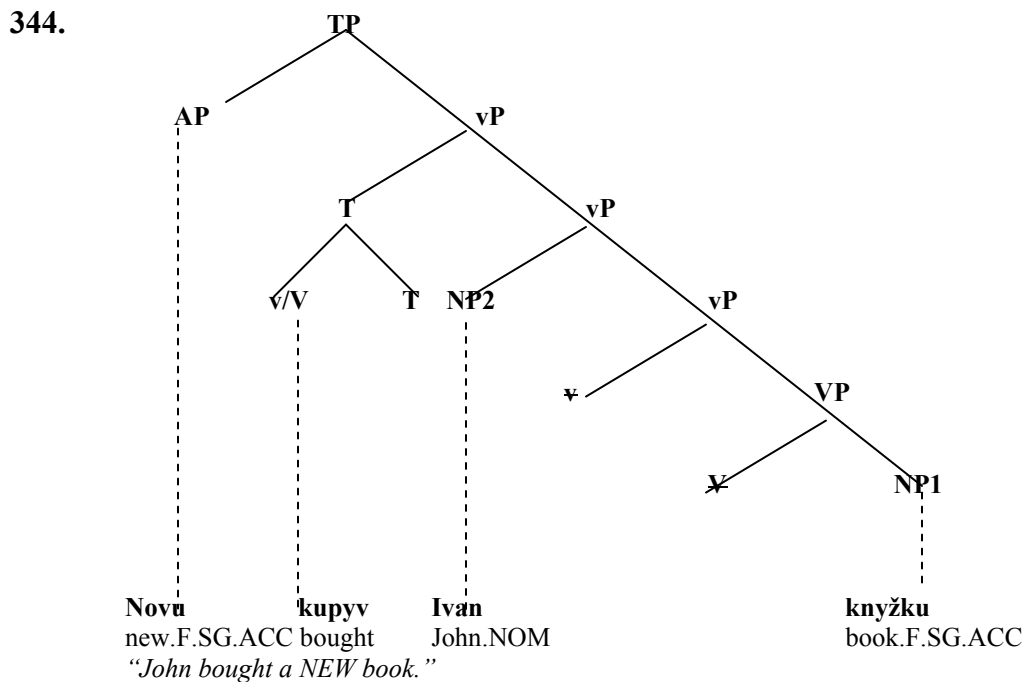 344.
TP
AP vP
T vP
v/V T NP2 vP
v VP
V NP1
Novu kupyv Ivan knyžku
new.F.SG.ACC bought John.NOM book.F.SG.ACC
“John bought a NEW book.”